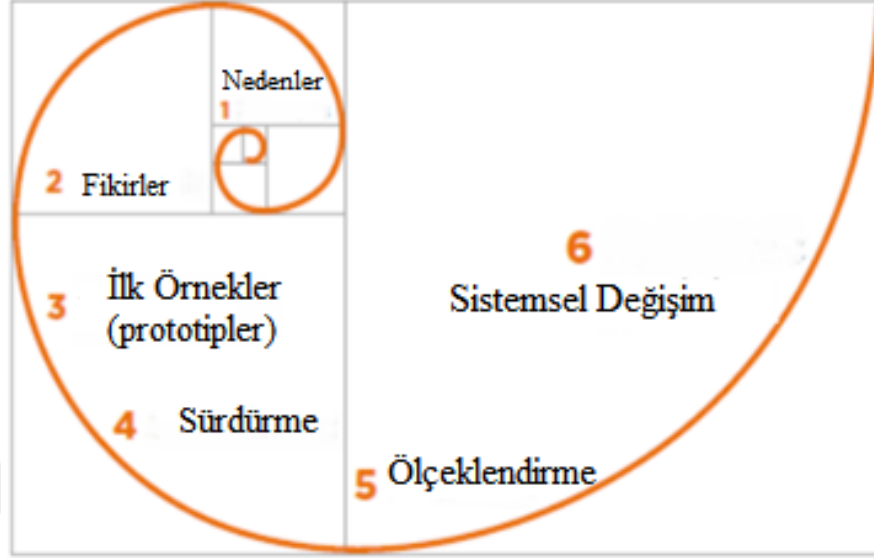 Nedenler
1
2 Fikirler
3 İlk Örnekler
(prototipler)
4 Sürdürme
5 Ölçeklendirme
6
Sistemsel Değişim